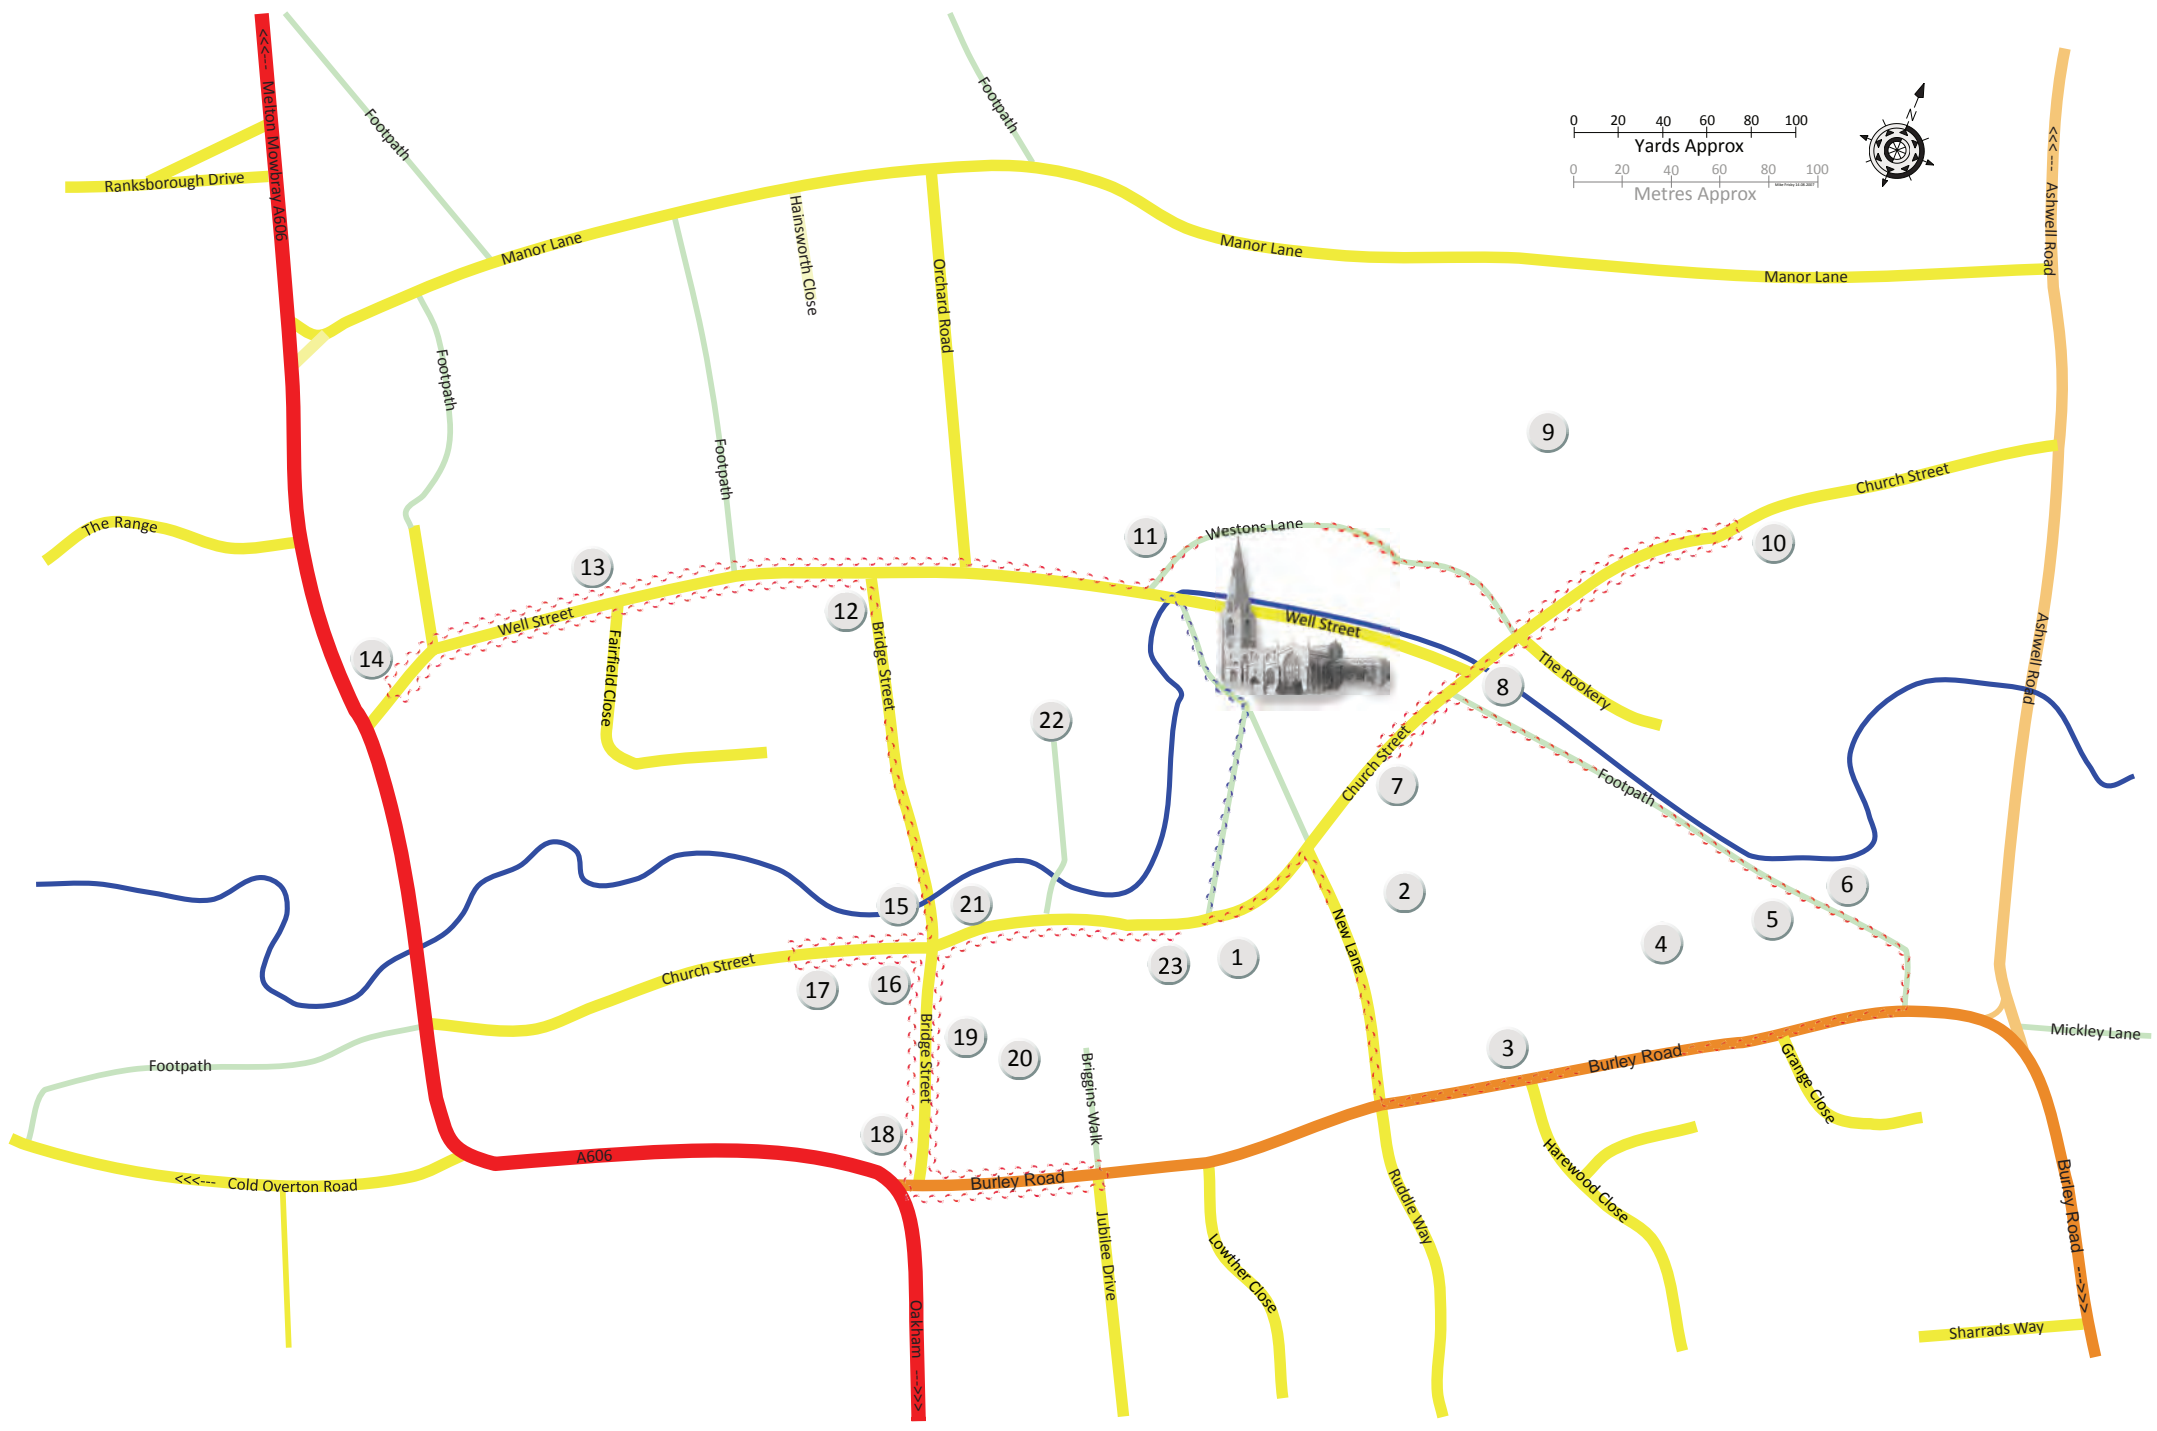 <<<--- Melton Mowbray A606
Footpath
Footpath
0 20 40 60 80 100
Yards Approx
0 20 40 60 80 100
Metres Approx
N
<<<--- Ashwell Road
Ranksborough Drive
Footpath
Manor Lane
Hainsworth Close
Orchard Road
Manor Lane
Manor Lane
Footpath
9
Church Street
The Range
13
11
Westons Lane
10
12
Well Street
Well Street
14
Fairfield Close
Bridge Street
22
8
The Rookery
Ashwell Road
Church Street
7
Footpath
15
21
2
6
5
4
New Lane
Church Street
17
16
23
1
Bridge Street
19
20
3
Burley Road
Mickley Lane
Footpath
Briggins Walk
Grange Close
18
A606
<<<--- Cold Overton Road
Burley Road
Harewood Close
Ruddle Way
Jubilee Drive
Lowther Close
Burley Road --->>>
Oakham --->>>
Sharrads Way